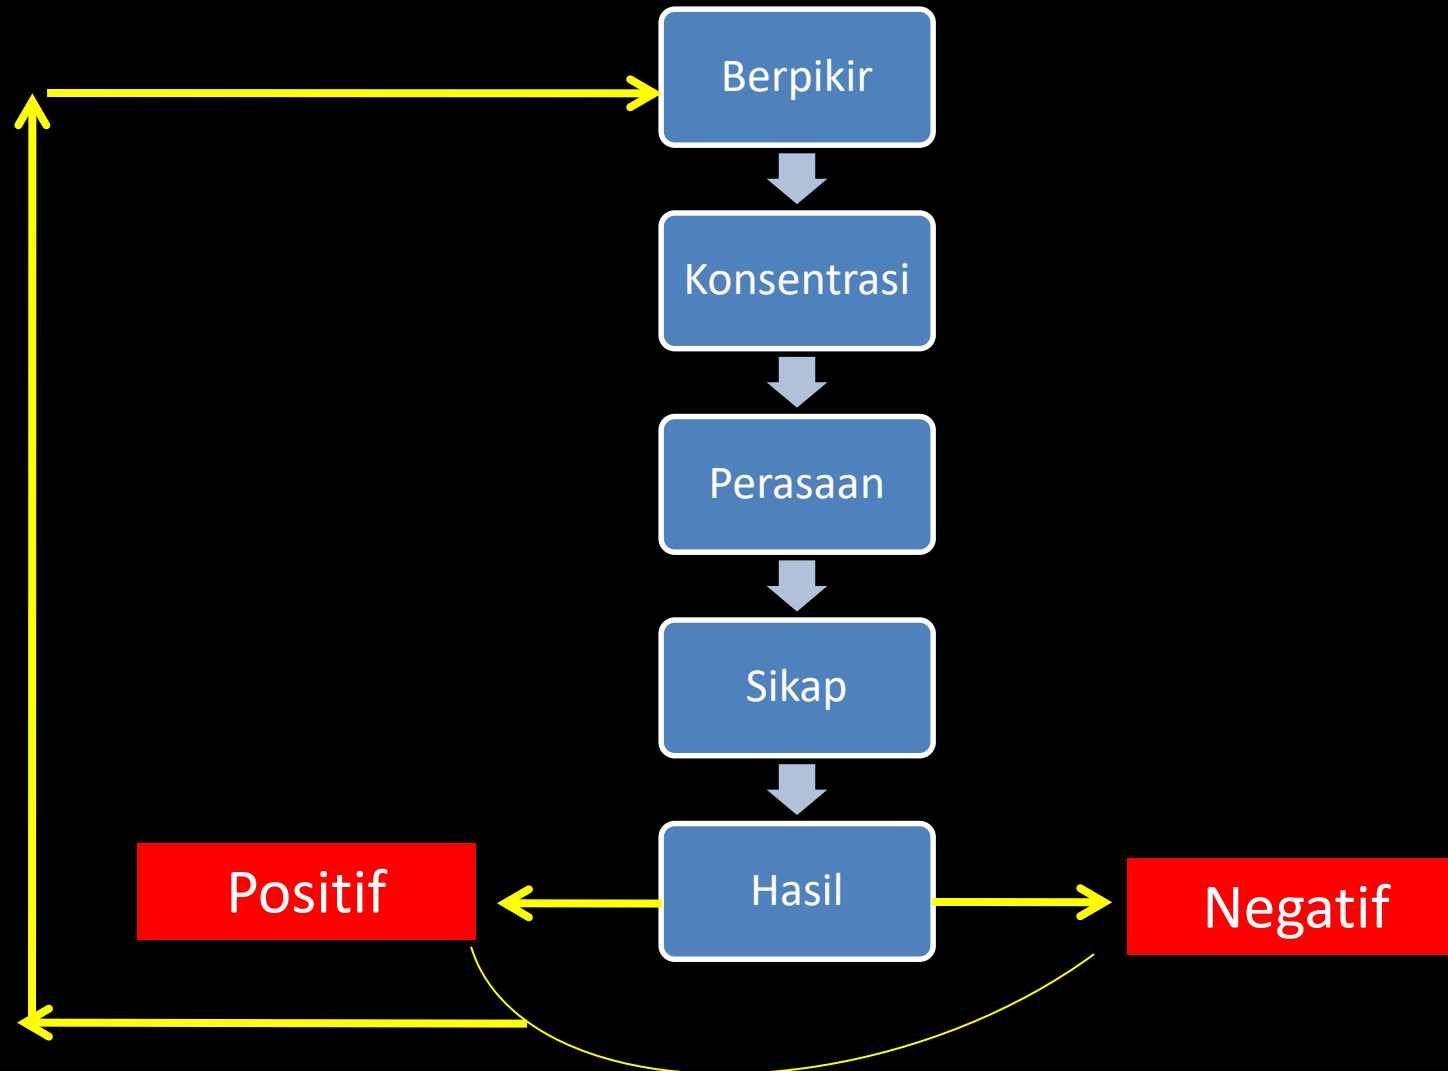 Berpikir
Konsentrasi
Perasaan
Sikap
Hasil
Positif
Negatif